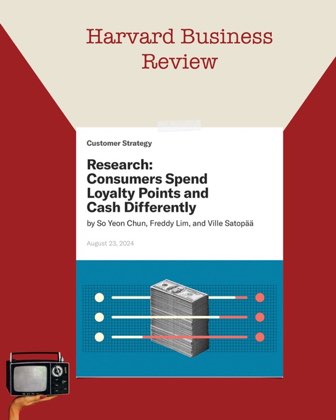 Harvard Business
Review
Customer Strategy
Research:
Consumers Spend
Loyalty Points and
Cash Differently
by So Yeon Chun, Freddy Lim, and Ville Satopää
August 23, 2024